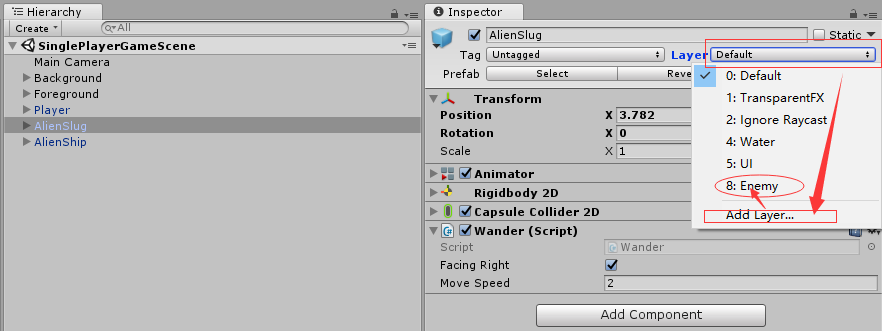 Hierarchy
Create
All
SinglePlayerGameScene
Main Camera
Background
Foreground
Player
AlienSlug
AlienShip
Inspector
AlienSlug
Static
Tag Untagged Layer Default
Prefab Select Reve
0: Default
1: TransparentFX
2: Ignore Raycast
4: Water
5: UI
8: Enemy
Add Layer...
Transform
Position X 3.782
Rotation X 0
Scale X 1
Animator
Rigidbody 2D
Capsule Collider 2D
Wander (Script)
Script Wander
Facing Right
Move Speed 2
Add Component